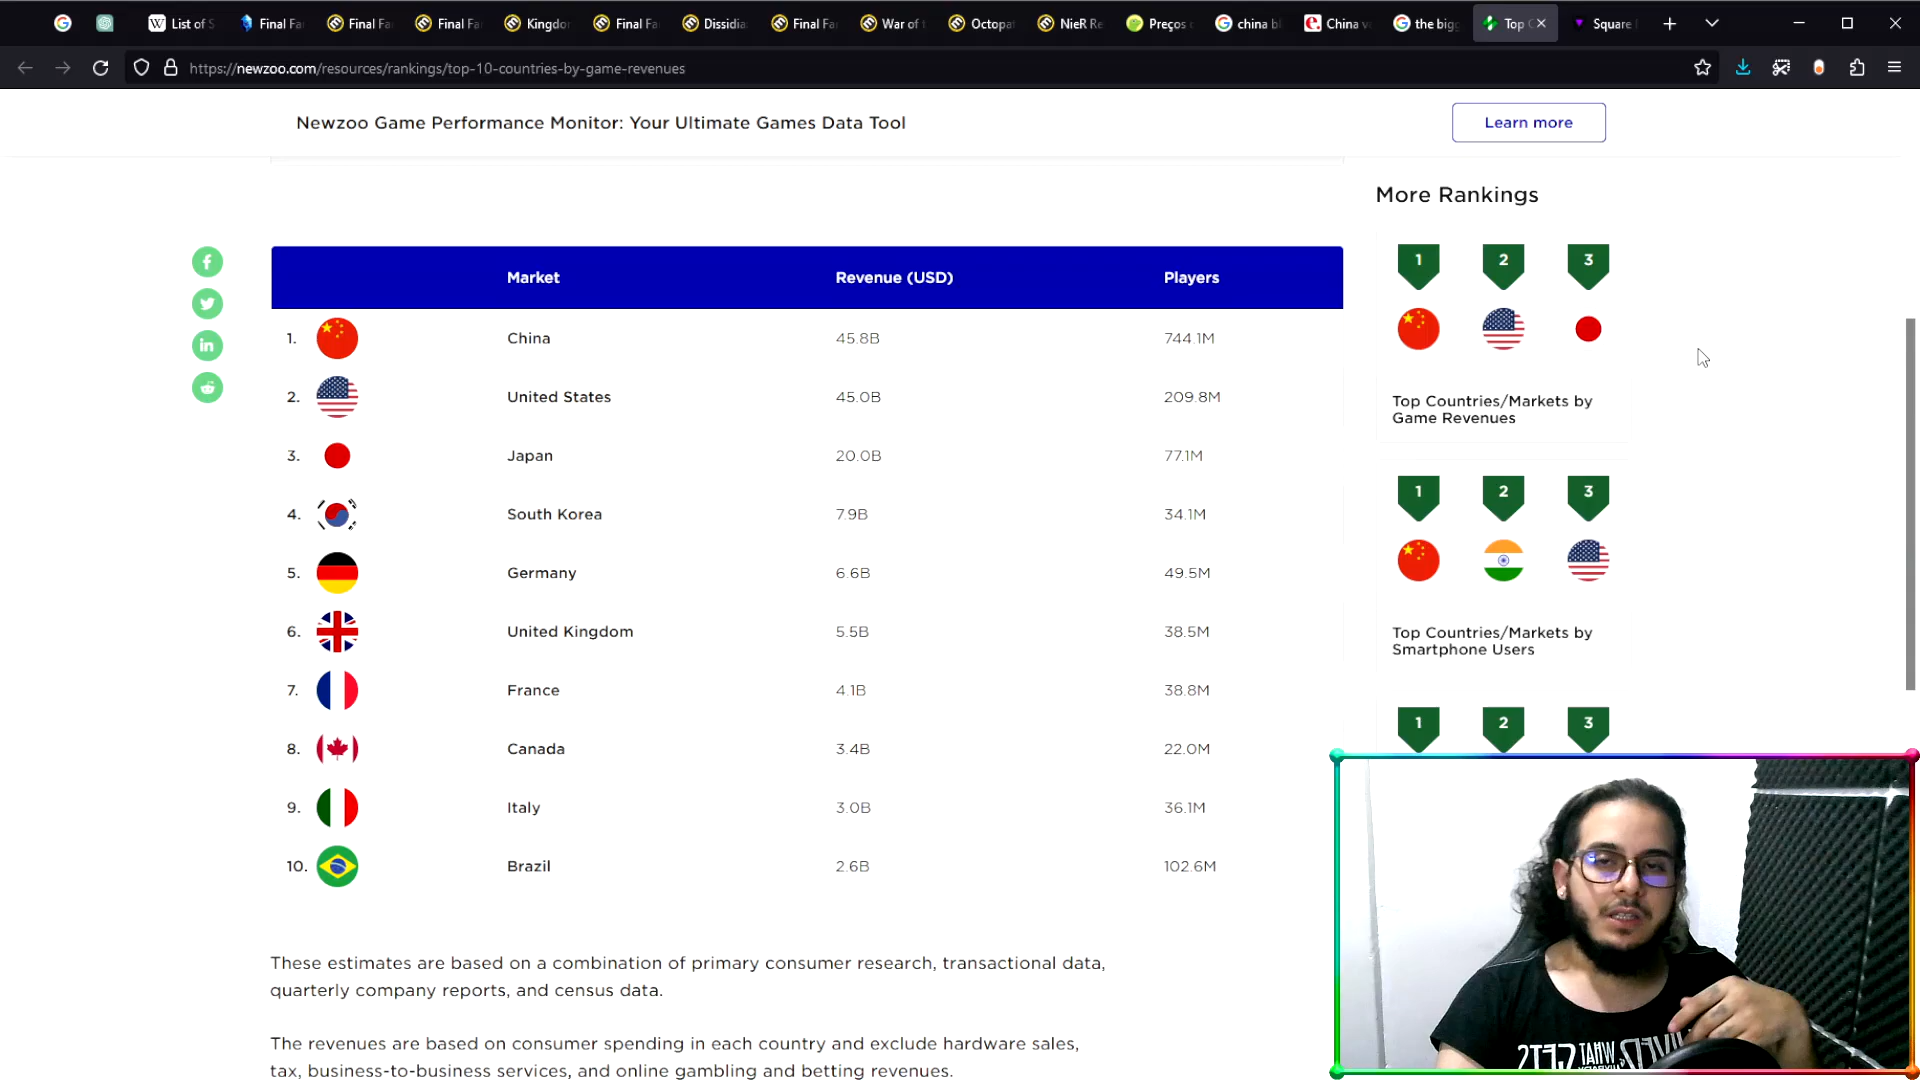 List of S
Final Fa
Final Fa
Final Fa
Kingdo
Final Fa
Dissidia
Final Fa
War of t
Octopat
NieR Re
Preços
china bl
China v
the big
Top C
Square
https://newzoo.com/resources/rankings/top-10-countries-by-game-revenues
Newzoo Game Performance Monitor: Your Ultimate Games Data Tool
Learn more
Market Revenue (USD) Players
1. China 45.8B 744.1M
2. United States 45.0B 209.8M
3. Japan 20.0B 77.1M
4. South Korea 7.9B 34.1M
5. Germany 6.6B 49.5M
6. United Kingdom 5.5B 38.5M
7. France 4.1B 38.8M
8. Canada 3.4B 22.0M
9. Italy 3.0B 36.1M
10. Brazil 2.6B 102.6M
These estimates are based on a combination of primary consumer research, transactional data,
quarterly company reports, and census data.
The revenues are based on consumer spending in each country and exclude hardware sales,
tax, business-to-business services, and online gambling and betting revenues.
More Rankings
1 2 3
Top Countries/Markets by
Game Revenues
1 2 3
Top Countries/Markets by
Smartphone Users
1 2 3
WHAT